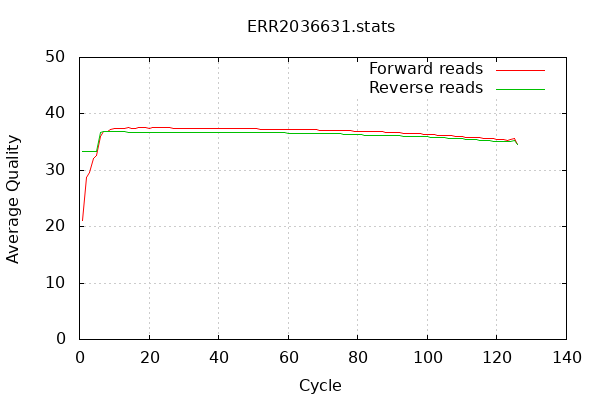 ERR2036631.stats
50
40
30
20
10
0
Average Quality
Forward reads
Reverse reads
0 20 40 60 80 100 120 140
Cycle